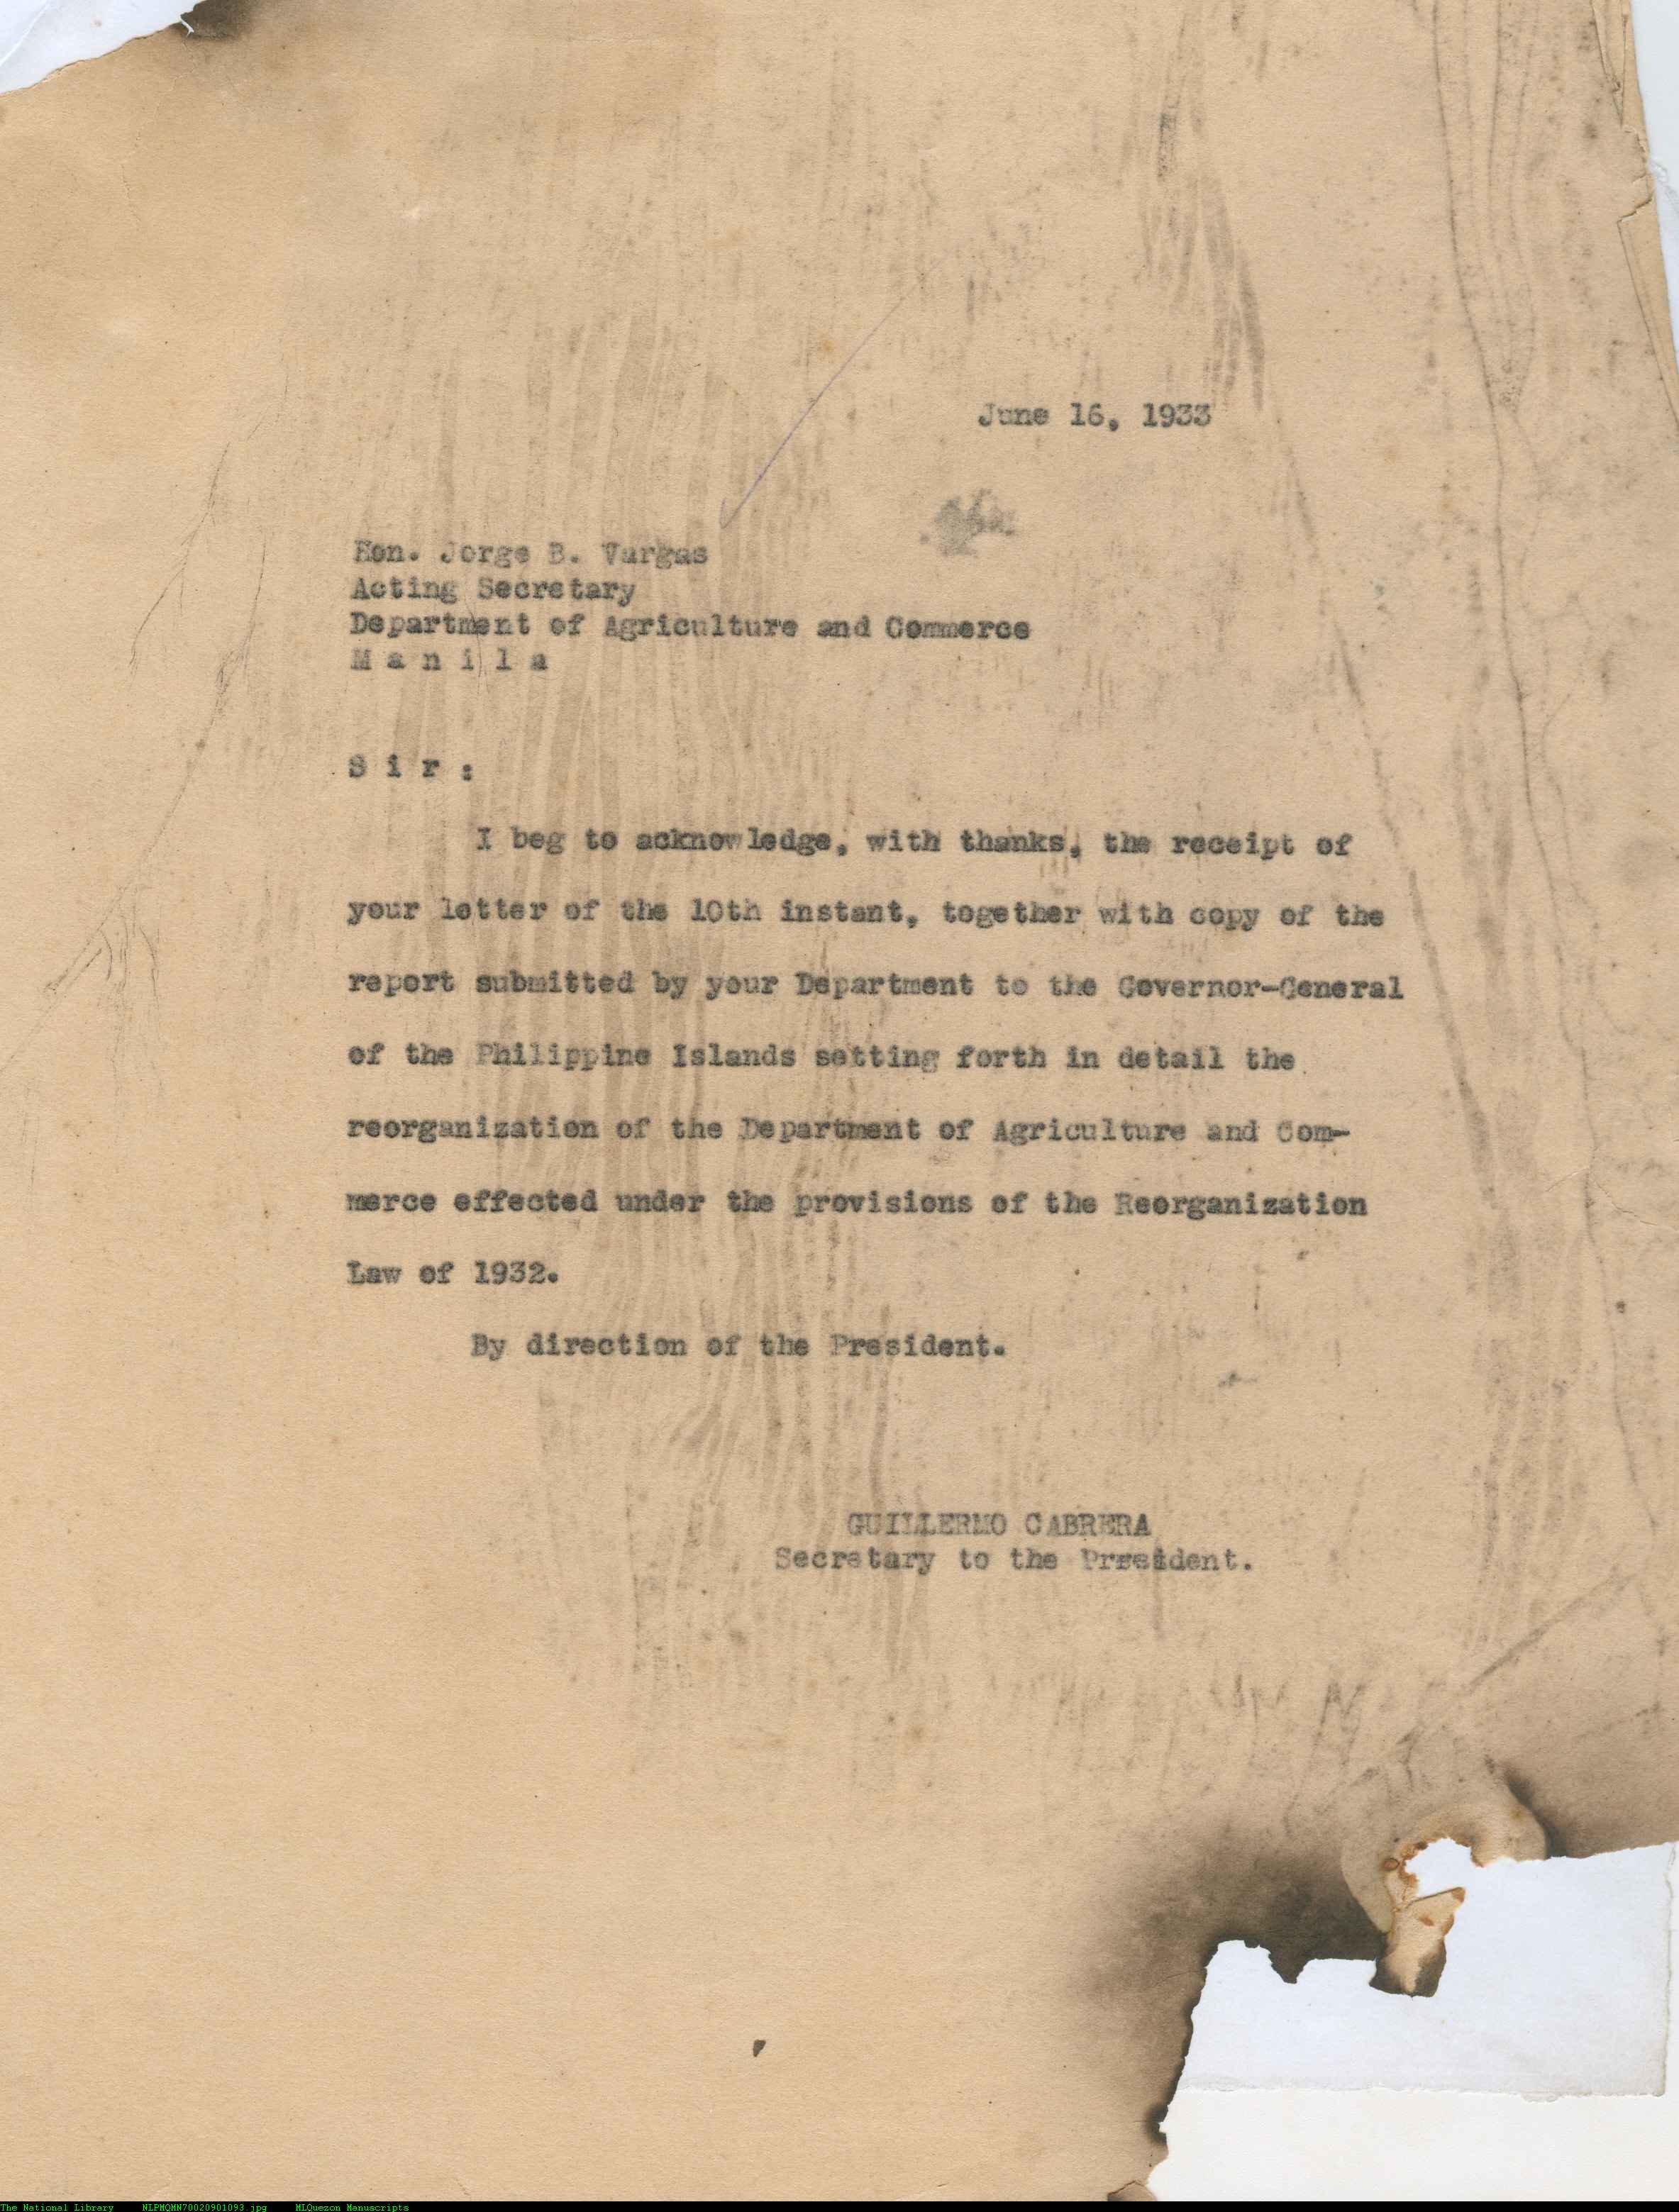 June 16, 1933
Hon. Jorge B. Vargas
Acting Secretary
Department of Agriculture and Commerce
M a n i l a
S i r :
I beg to acknowledge, with thanks, the receipt of
your letter of the 10th instant, together with copy of the
report submitted by your Department to the Governor-General
of the Philippine Islands setting forth in detail the
reorganization of the Department of Agriculture and Com-
merce effected under the provisions of the Reorganization
Law of 1932.
By direction of the President.
GUILLERMO CABRERA
Secretary to the President.
The National Library NLPMQMN70020901093.jpg MLQuezon Manuscripts